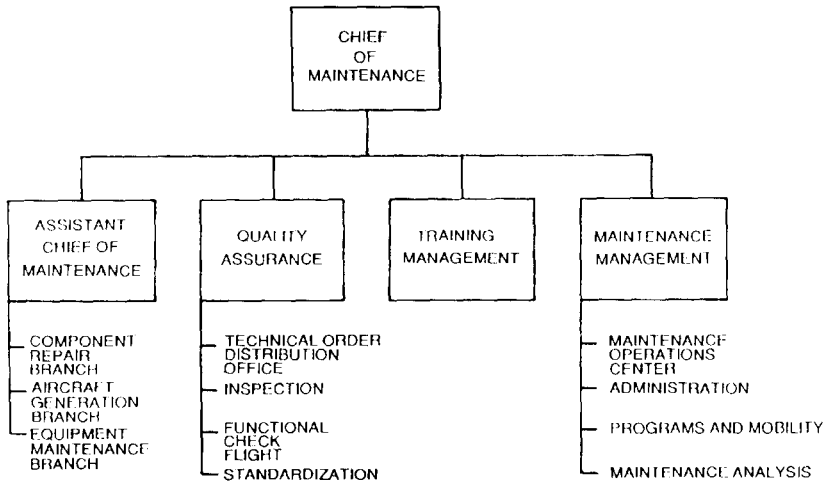 CHIEF
OF
MAINTENANCE
ASSISTANT
CHIEF OF
MAINTENANCE
QUALITY
ASSURANCE
TRAINING
MANAGEMENT
MAINTENANCE
MANAGEMENT
COMPONENT
REPAIR
BRANCH
AIRCRAFT
GENERATION
BRANCH
EQUIPMENT
MAINTENANCE
BRANCH
TECHNICAL ORDER
DISTRIBUTION
OFFICE
INSPECTION
FUNCTIONAL
CHECK
FLIGHT
STANDARDIZATION
MAINTENANCE
OPERATIONS
CENTER
ADMINISTRATION
PROGRAMS AND MOBILITY
MAINTENANCE ANALYSIS